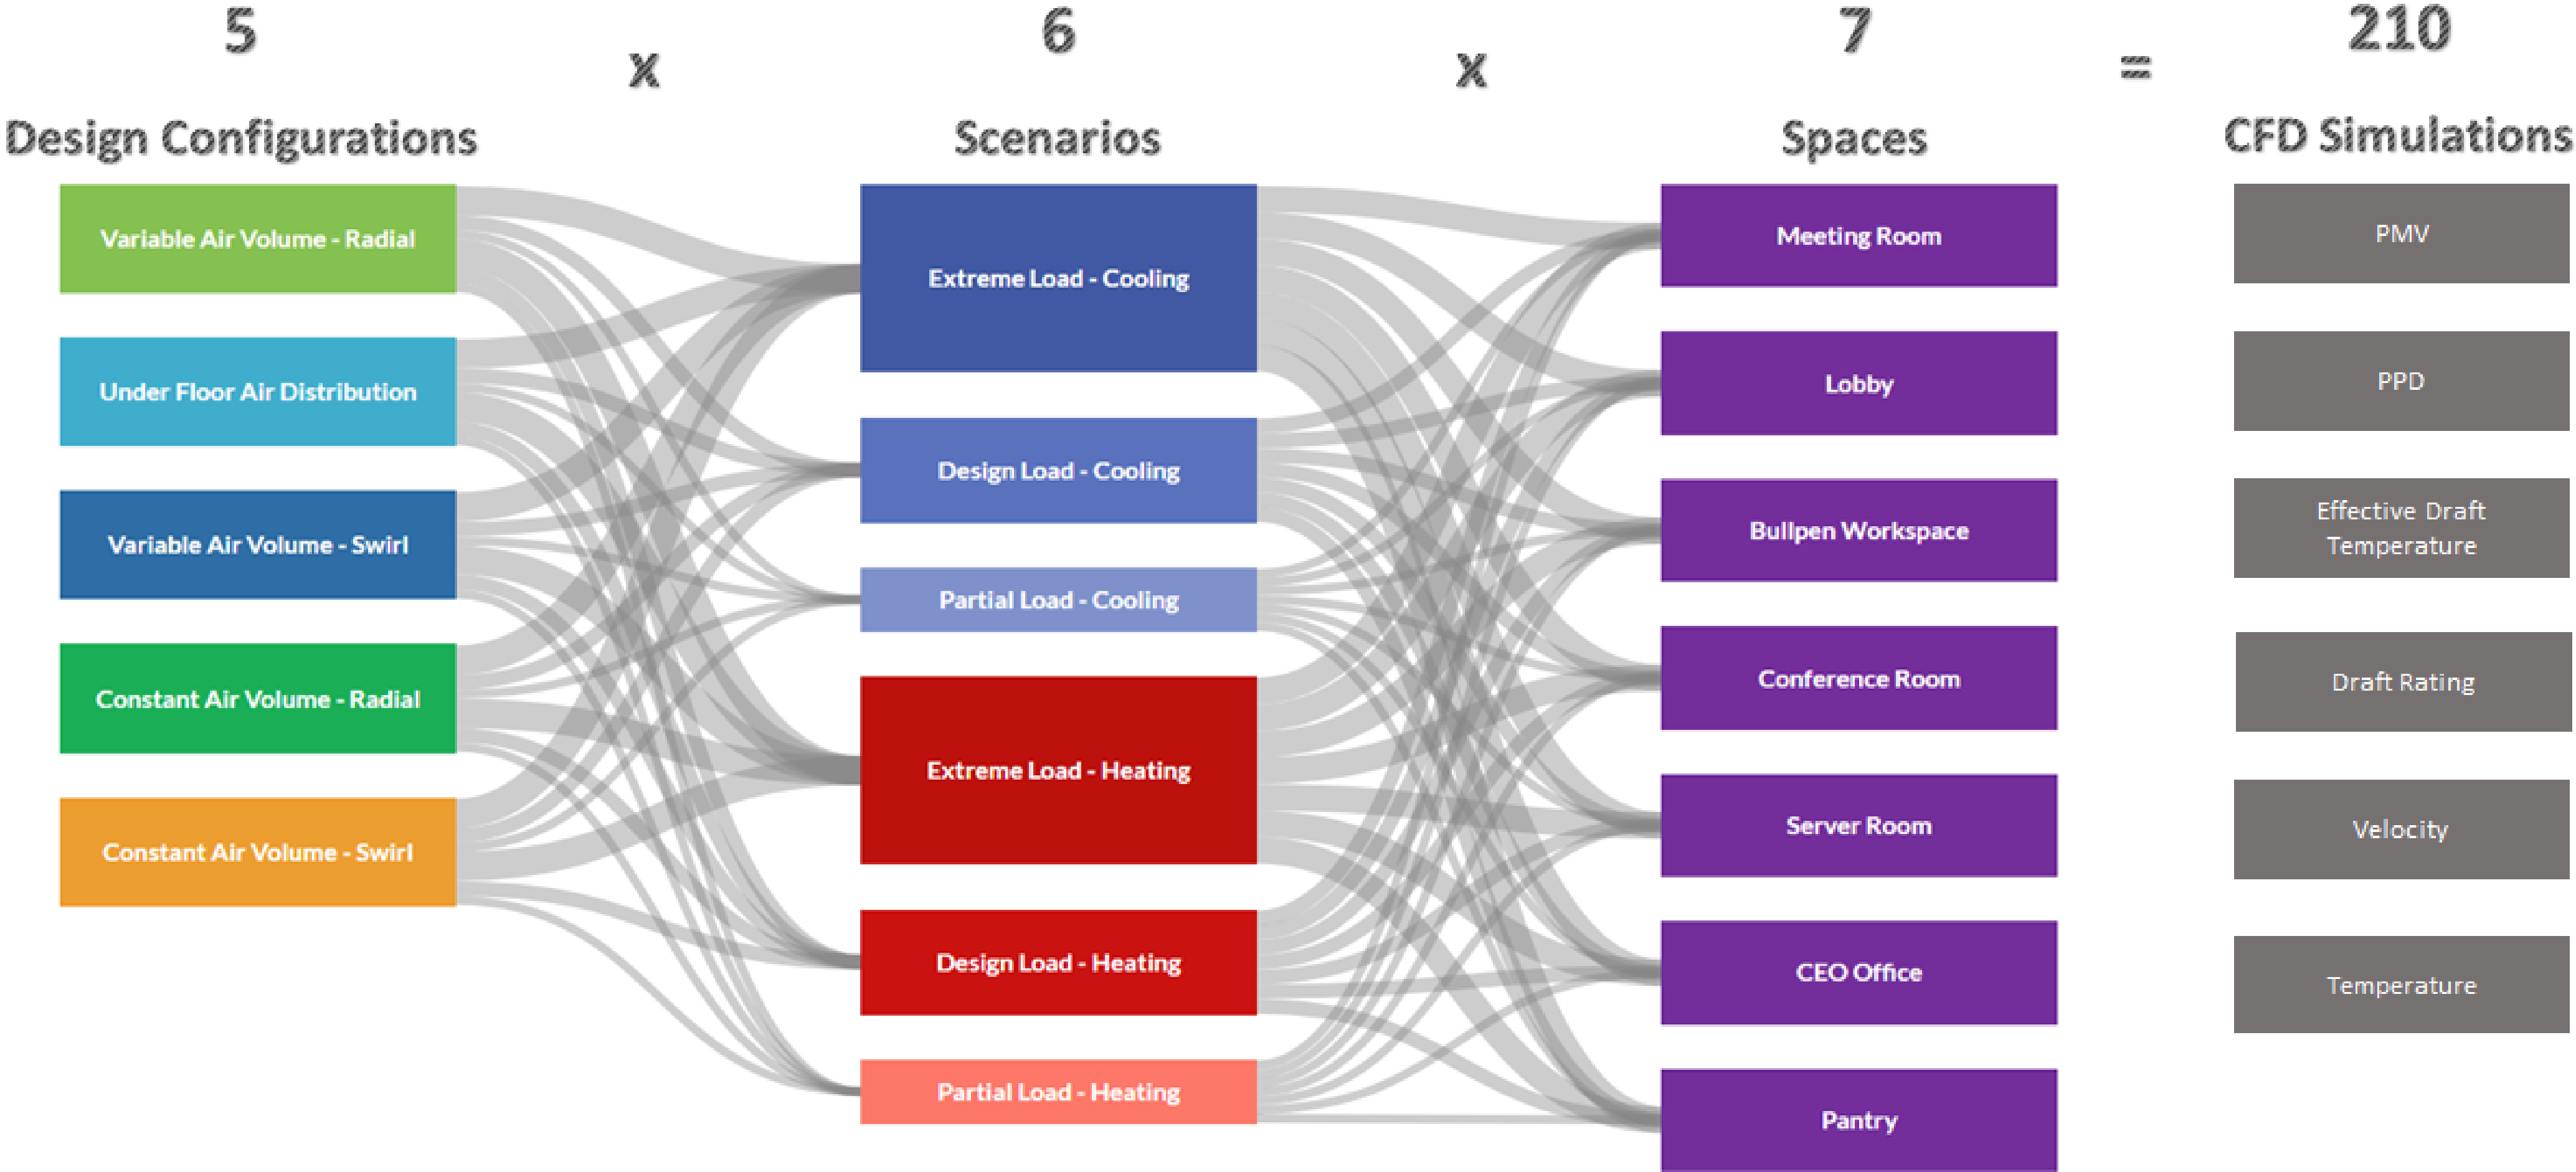 5 x 6 x 7 = 210
Design Configurations Scenarios Spaces CFD Simulations
Variable Air Volume - Radial
Under Floor Air Distribution
Variable Air Volume - Swirl
Constant Air Volume - Radial
Constant Air Volume - Swirl
Extreme Load - Cooling
Design Load - Cooling
Partial Load - Cooling
Extreme Load - Heating
Design Load - Heating
Partial Load - Heating
Meeting Room
Lobby
Bullpen Workspace
Conference Room
Server Room
CEO Office
Pantry
PMV
PPD
Effective Draft
Temperature
Draft Rating
Velocity
Temperature